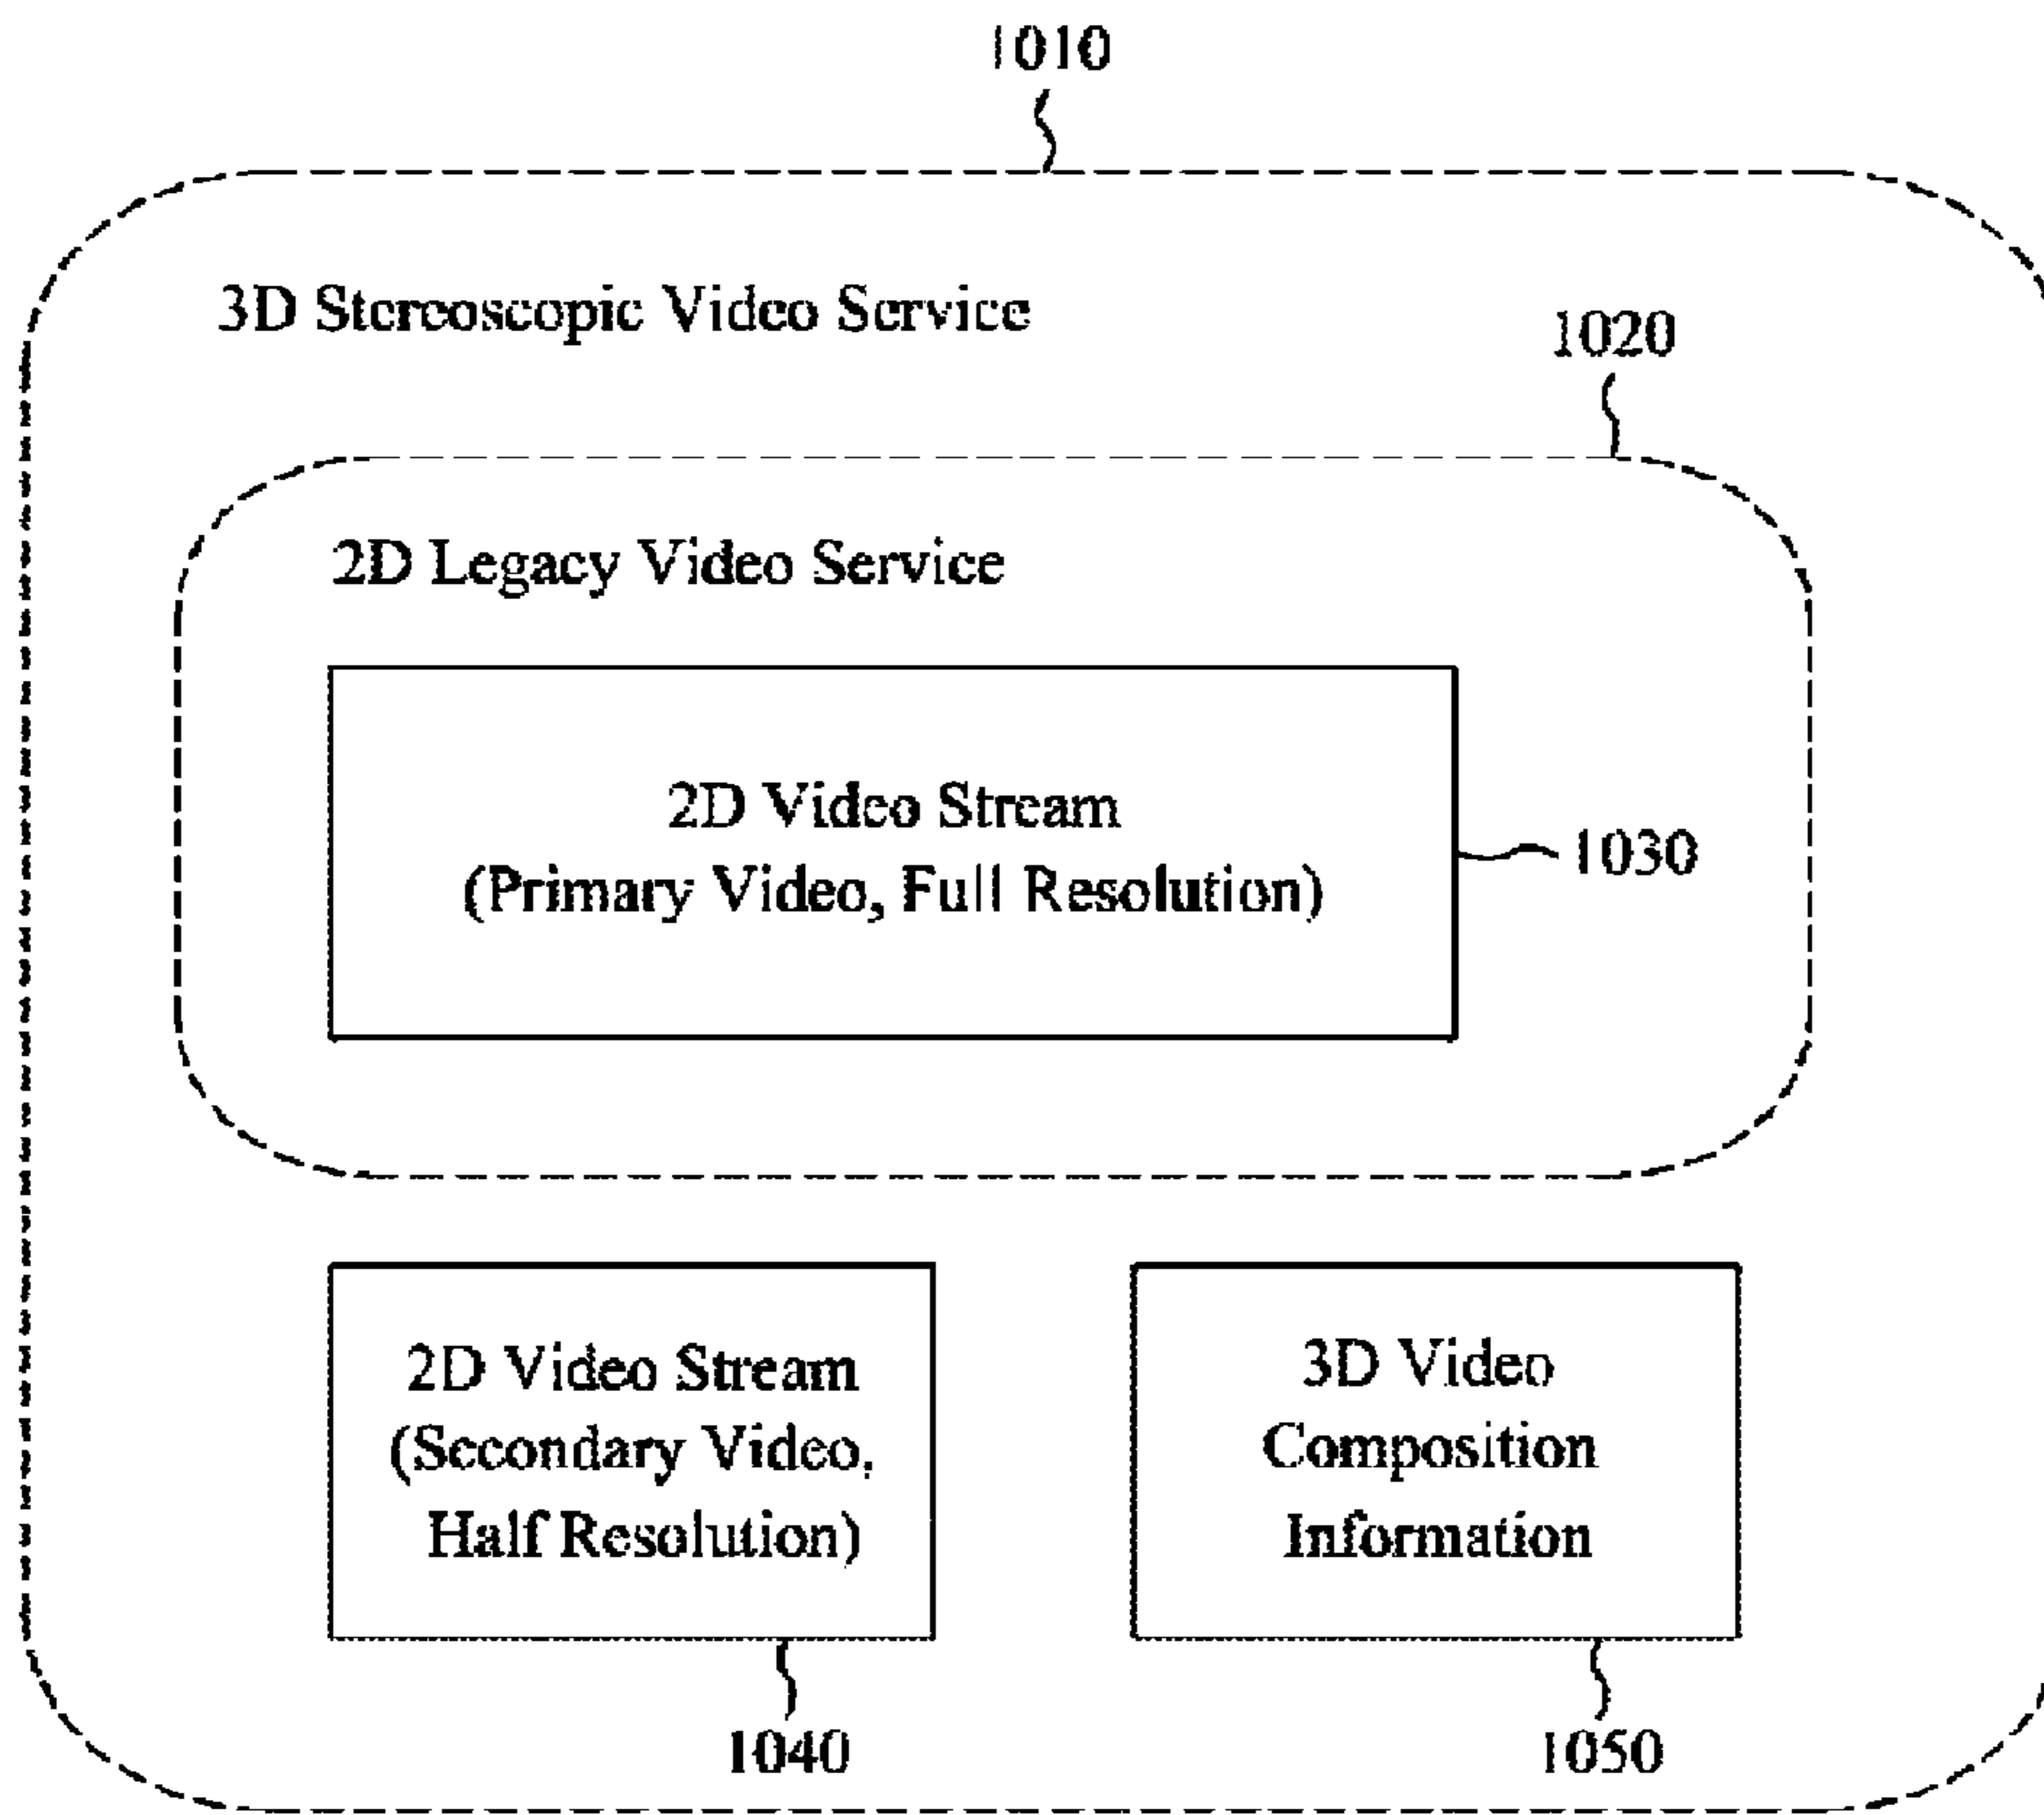 1010
3D Stereoscopic Video Service
1020
2D Legacy Video Service
2D Video Stream
(Primary Video, Full Resolution)
1030
2D Video Stream
(Secondary Video,
Half Resolution)
3D Video
Composition
Information
1040
1050